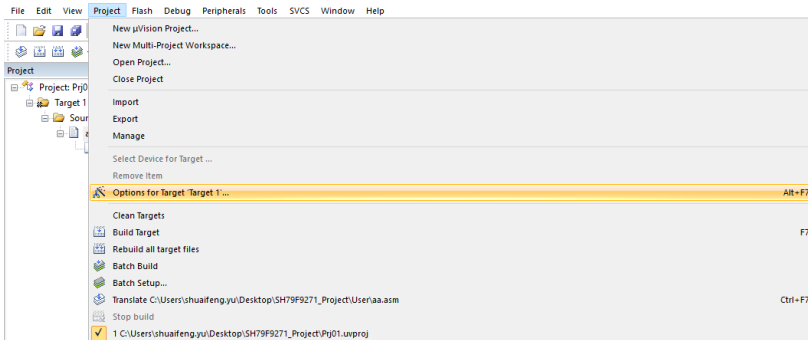 File Edit View Project Flash Debug Peripherals Tools SVCS Window Help
New µVision Project...
New Multi-Project Workspace...
Open Project...
Project
Close Project
Project: Prj0
Target 1
Import
Sour
Export
Manage
Select Device for Target ...
Remove Item
Options for Target 'Target 1'... Alt+F7
Clean Targets
Build Target F7
Rebuild all target files
Batch Build
Batch Setup...
Translate C:\Users\shuaifeng.yu\Desktop\SH79F9271_Project\User\aa.asm Ctrl+F7
Stop build
1 C:\Users\shuaifeng.yu\Desktop\SH79F9271_Project\Prj01.uvproj